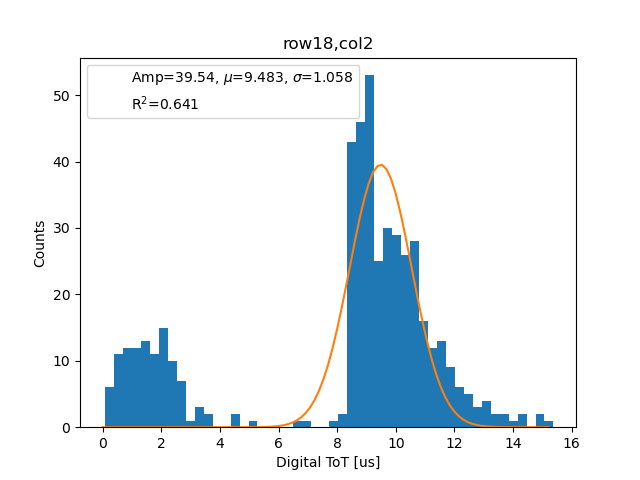 row18,col2
Amp=39.54, μ=9.483, σ=1.058
R²=0.641
Counts
50
40
30
20
10
0
0 2 4 6 8 10 12 14 16
Digital ToT [us]